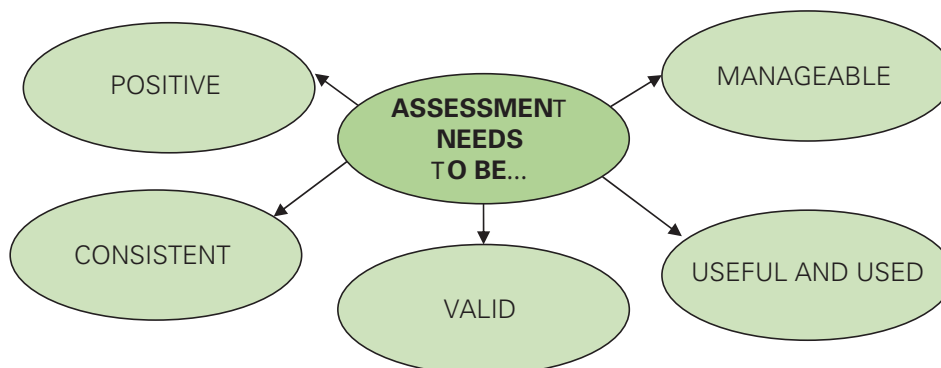 POSITIVE
MANAGEABLE
ASSESSMENT
NEEDS
TO BE...
CONSISTENT
VALID
USEFUL AND USED